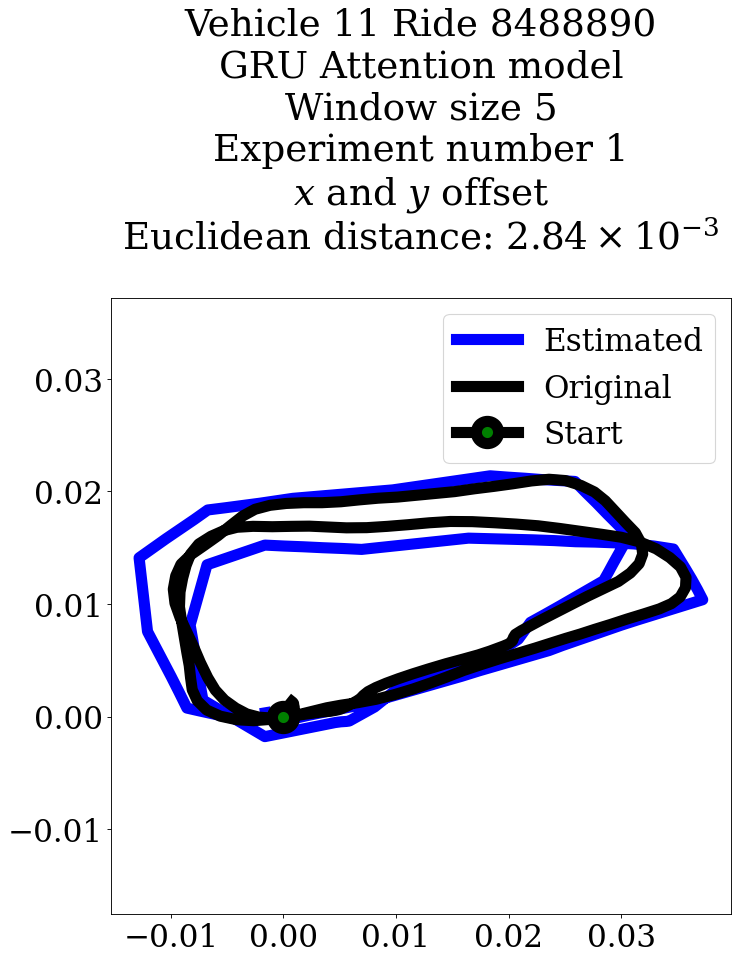 Vehicle 11 Ride 8488890
GRU Attention model
Window size 5
Experiment number 1
x and y offset
Euclidean distance: 2.84 × 10⁻³
Estimated
Original
Start
0.03
0.02
0.01
0.00
−0.01
−0.01 0.00 0.01 0.02 0.03